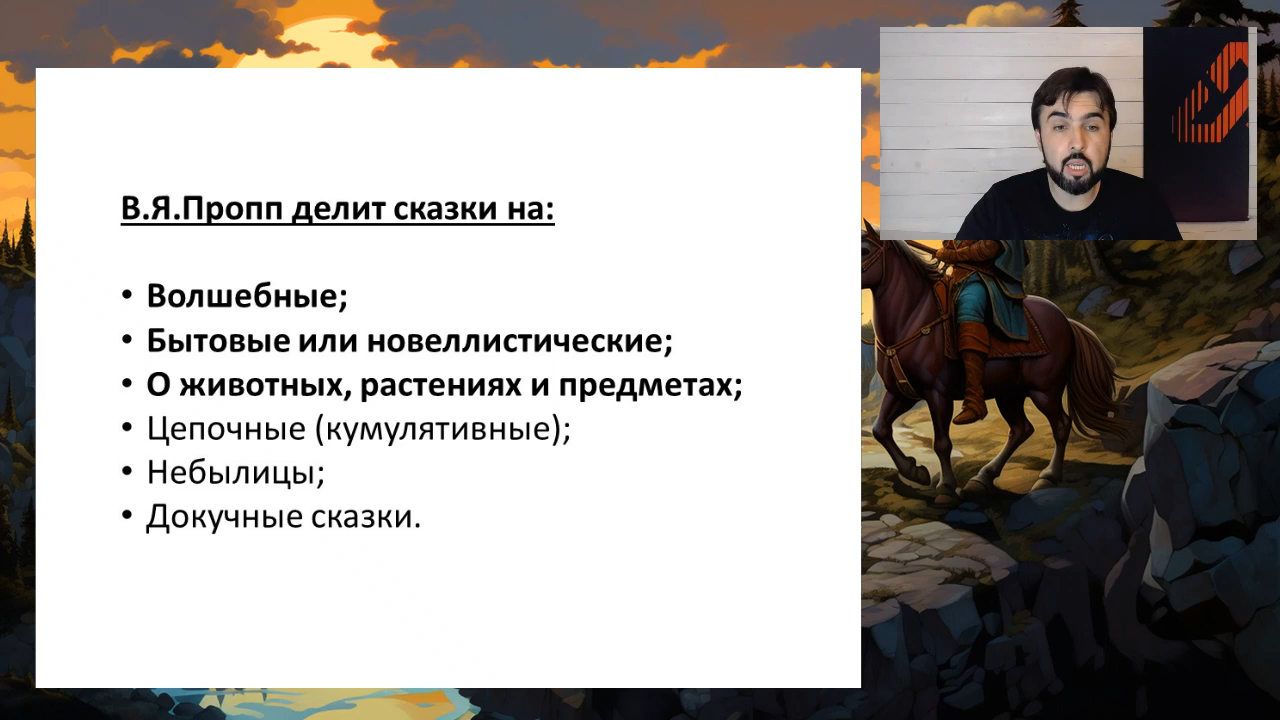 В.Я.Пропп делит сказки на:
• Волшебные;
• Бытовые или новеллистические;
• О животных, растениях и предметах;
• Цепочные (кумулятивные);
• Небылицы;
• Докучные сказки.